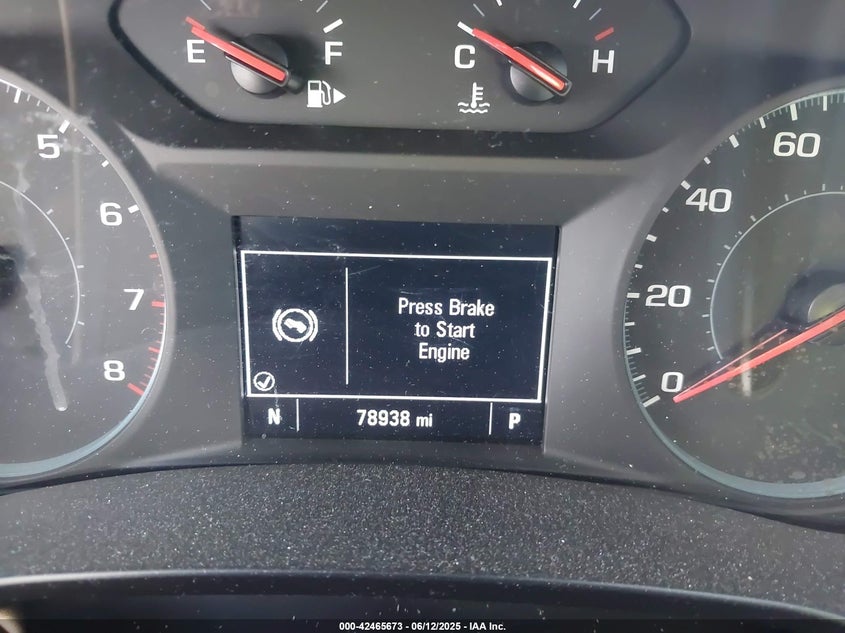 E F
C H
5
6
7
8
60
40
20
0
Press Brake
to Start
Engine
N 78938 mi P
000-42465673 - 06/12/2025 - IAA Inc.